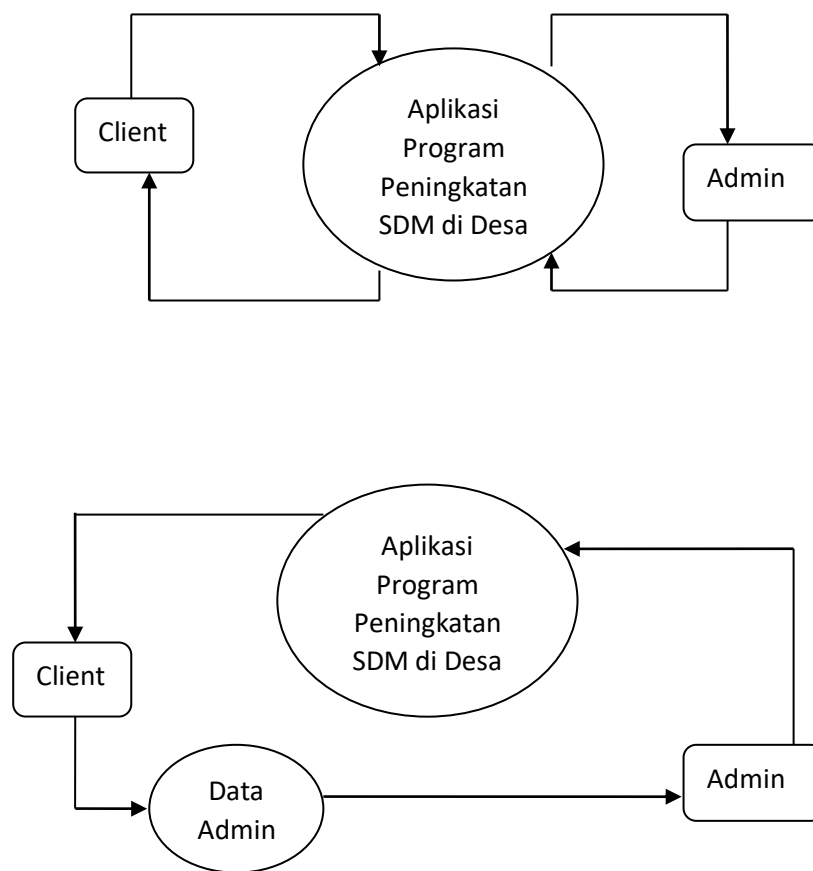 Client
Aplikasi
Program
Peningkatan
SDM di Desa
Admin
Aplikasi
Program
Peningkatan
SDM di Desa
Client
Data
Admin
Admin